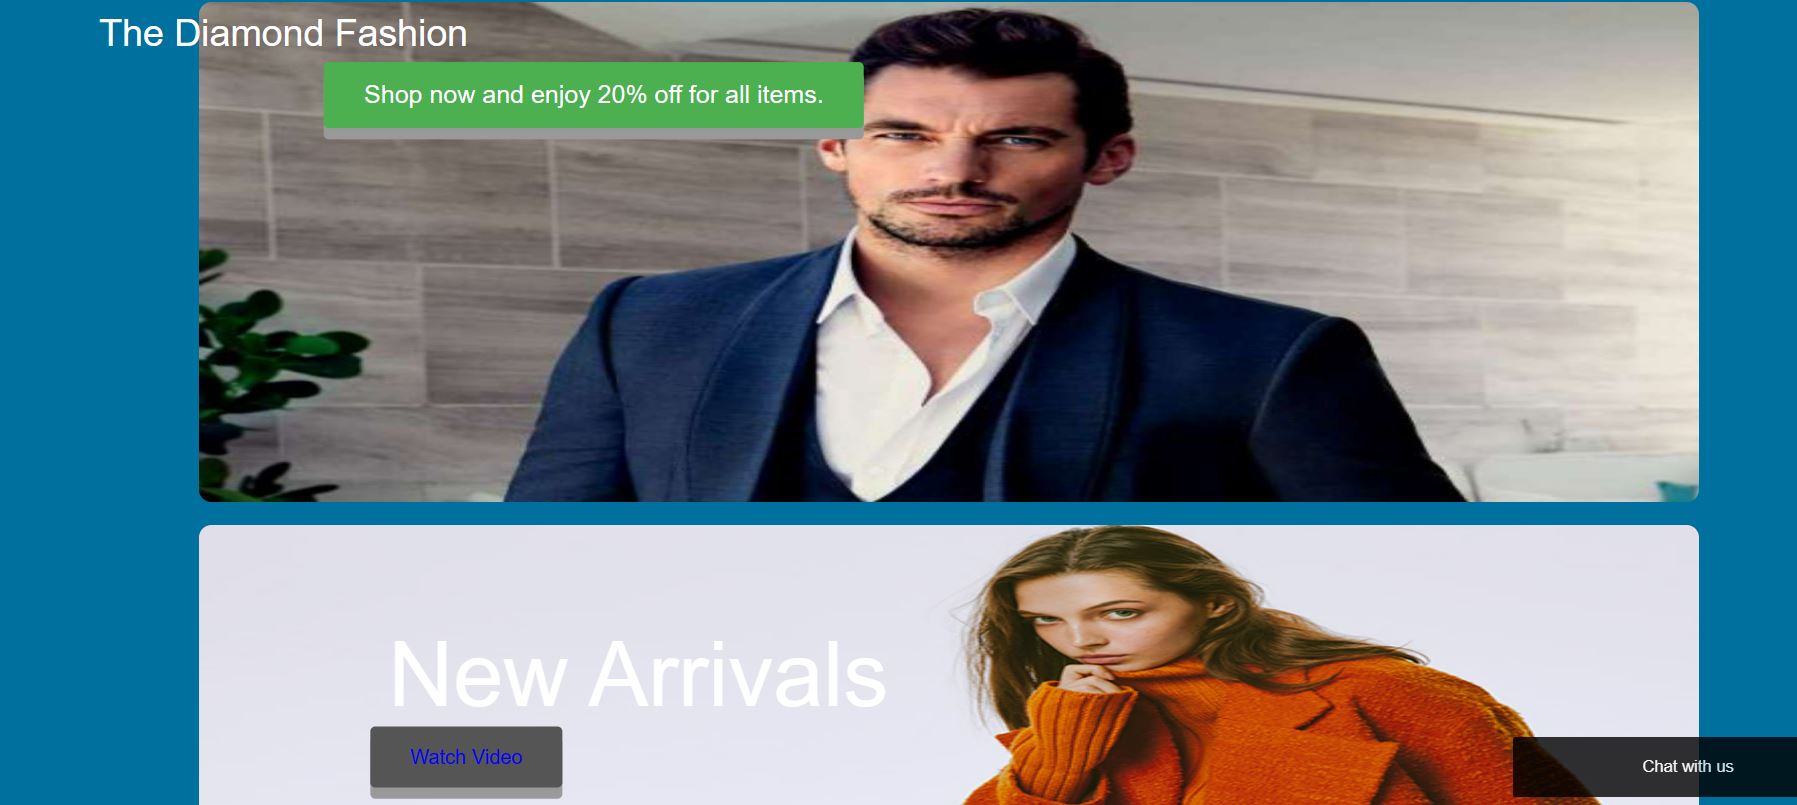 The Diamond Fashion
Shop now and enjoy 20% off for all items.
New Arrivals
Watch Video
Chat with us